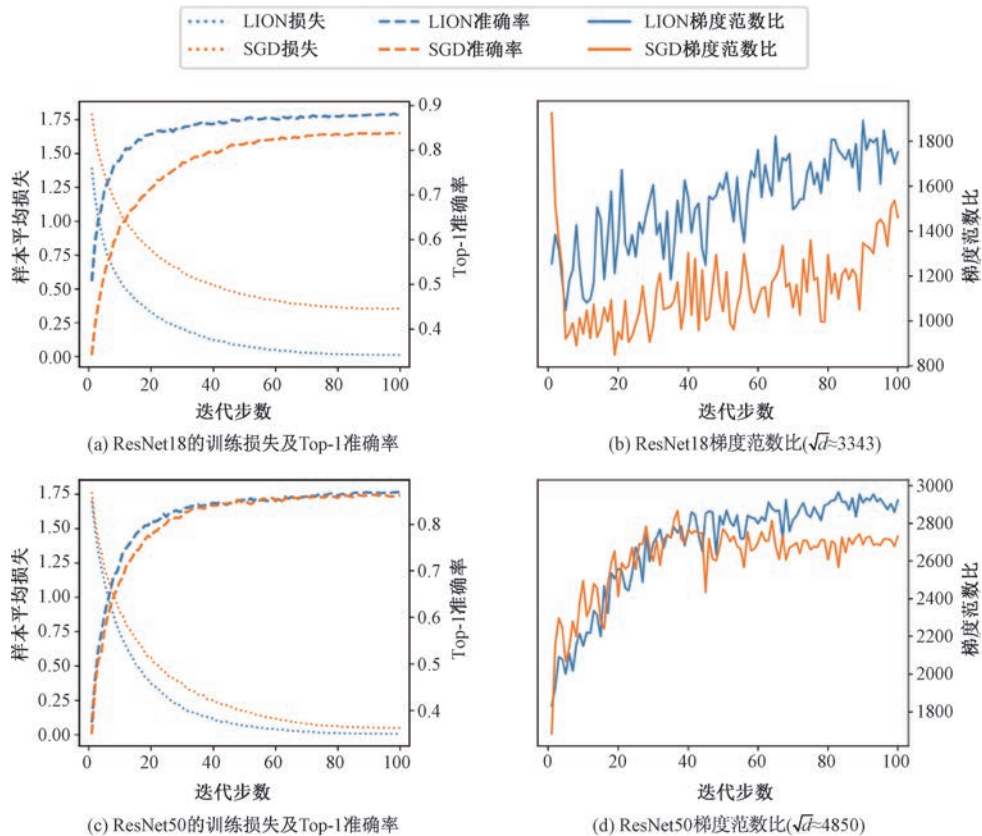 LION损失 LION准确率 LION梯度范数比
SGD损失 SGD准确率 SGD梯度范数比
样本平均损失
1.75
1.50
1.25
1.00
0.75
0.50
0.25
0.00
0 20 40 60 80 100
迭代步数
0.9
0.8
0.7
0.6
0.5
0.4
Top-1准确率
(a) ResNet18的训练损失及Top-1准确率
0 20 40 60 80 100
迭代步数
1800
1600
1400
1200
1000
800
梯度范数比
(b) ResNet18梯度范数比(√d≈3343)
样本平均损失
1.75
1.50
1.25
1.00
0.75
0.50
0.25
0.00
0 20 40 60 80 100
迭代步数
0.8
0.7
0.6
0.5
0.4
Top-1准确率
(c) ResNet50的训练损失及Top-1准确率
0 20 40 60 80 100
迭代步数
3000
2800
2600
2400
2200
2000
1800
梯度范数比
(d) ResNet50梯度范数比(√d≈4850)